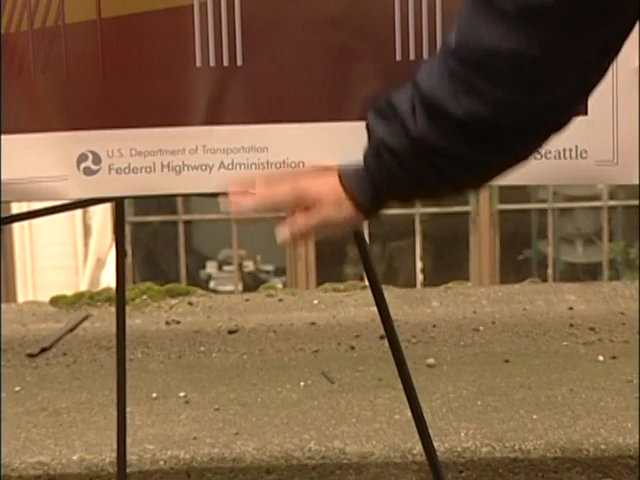 U.S. Department of Transportation
Federal Highway Administration
Seattle